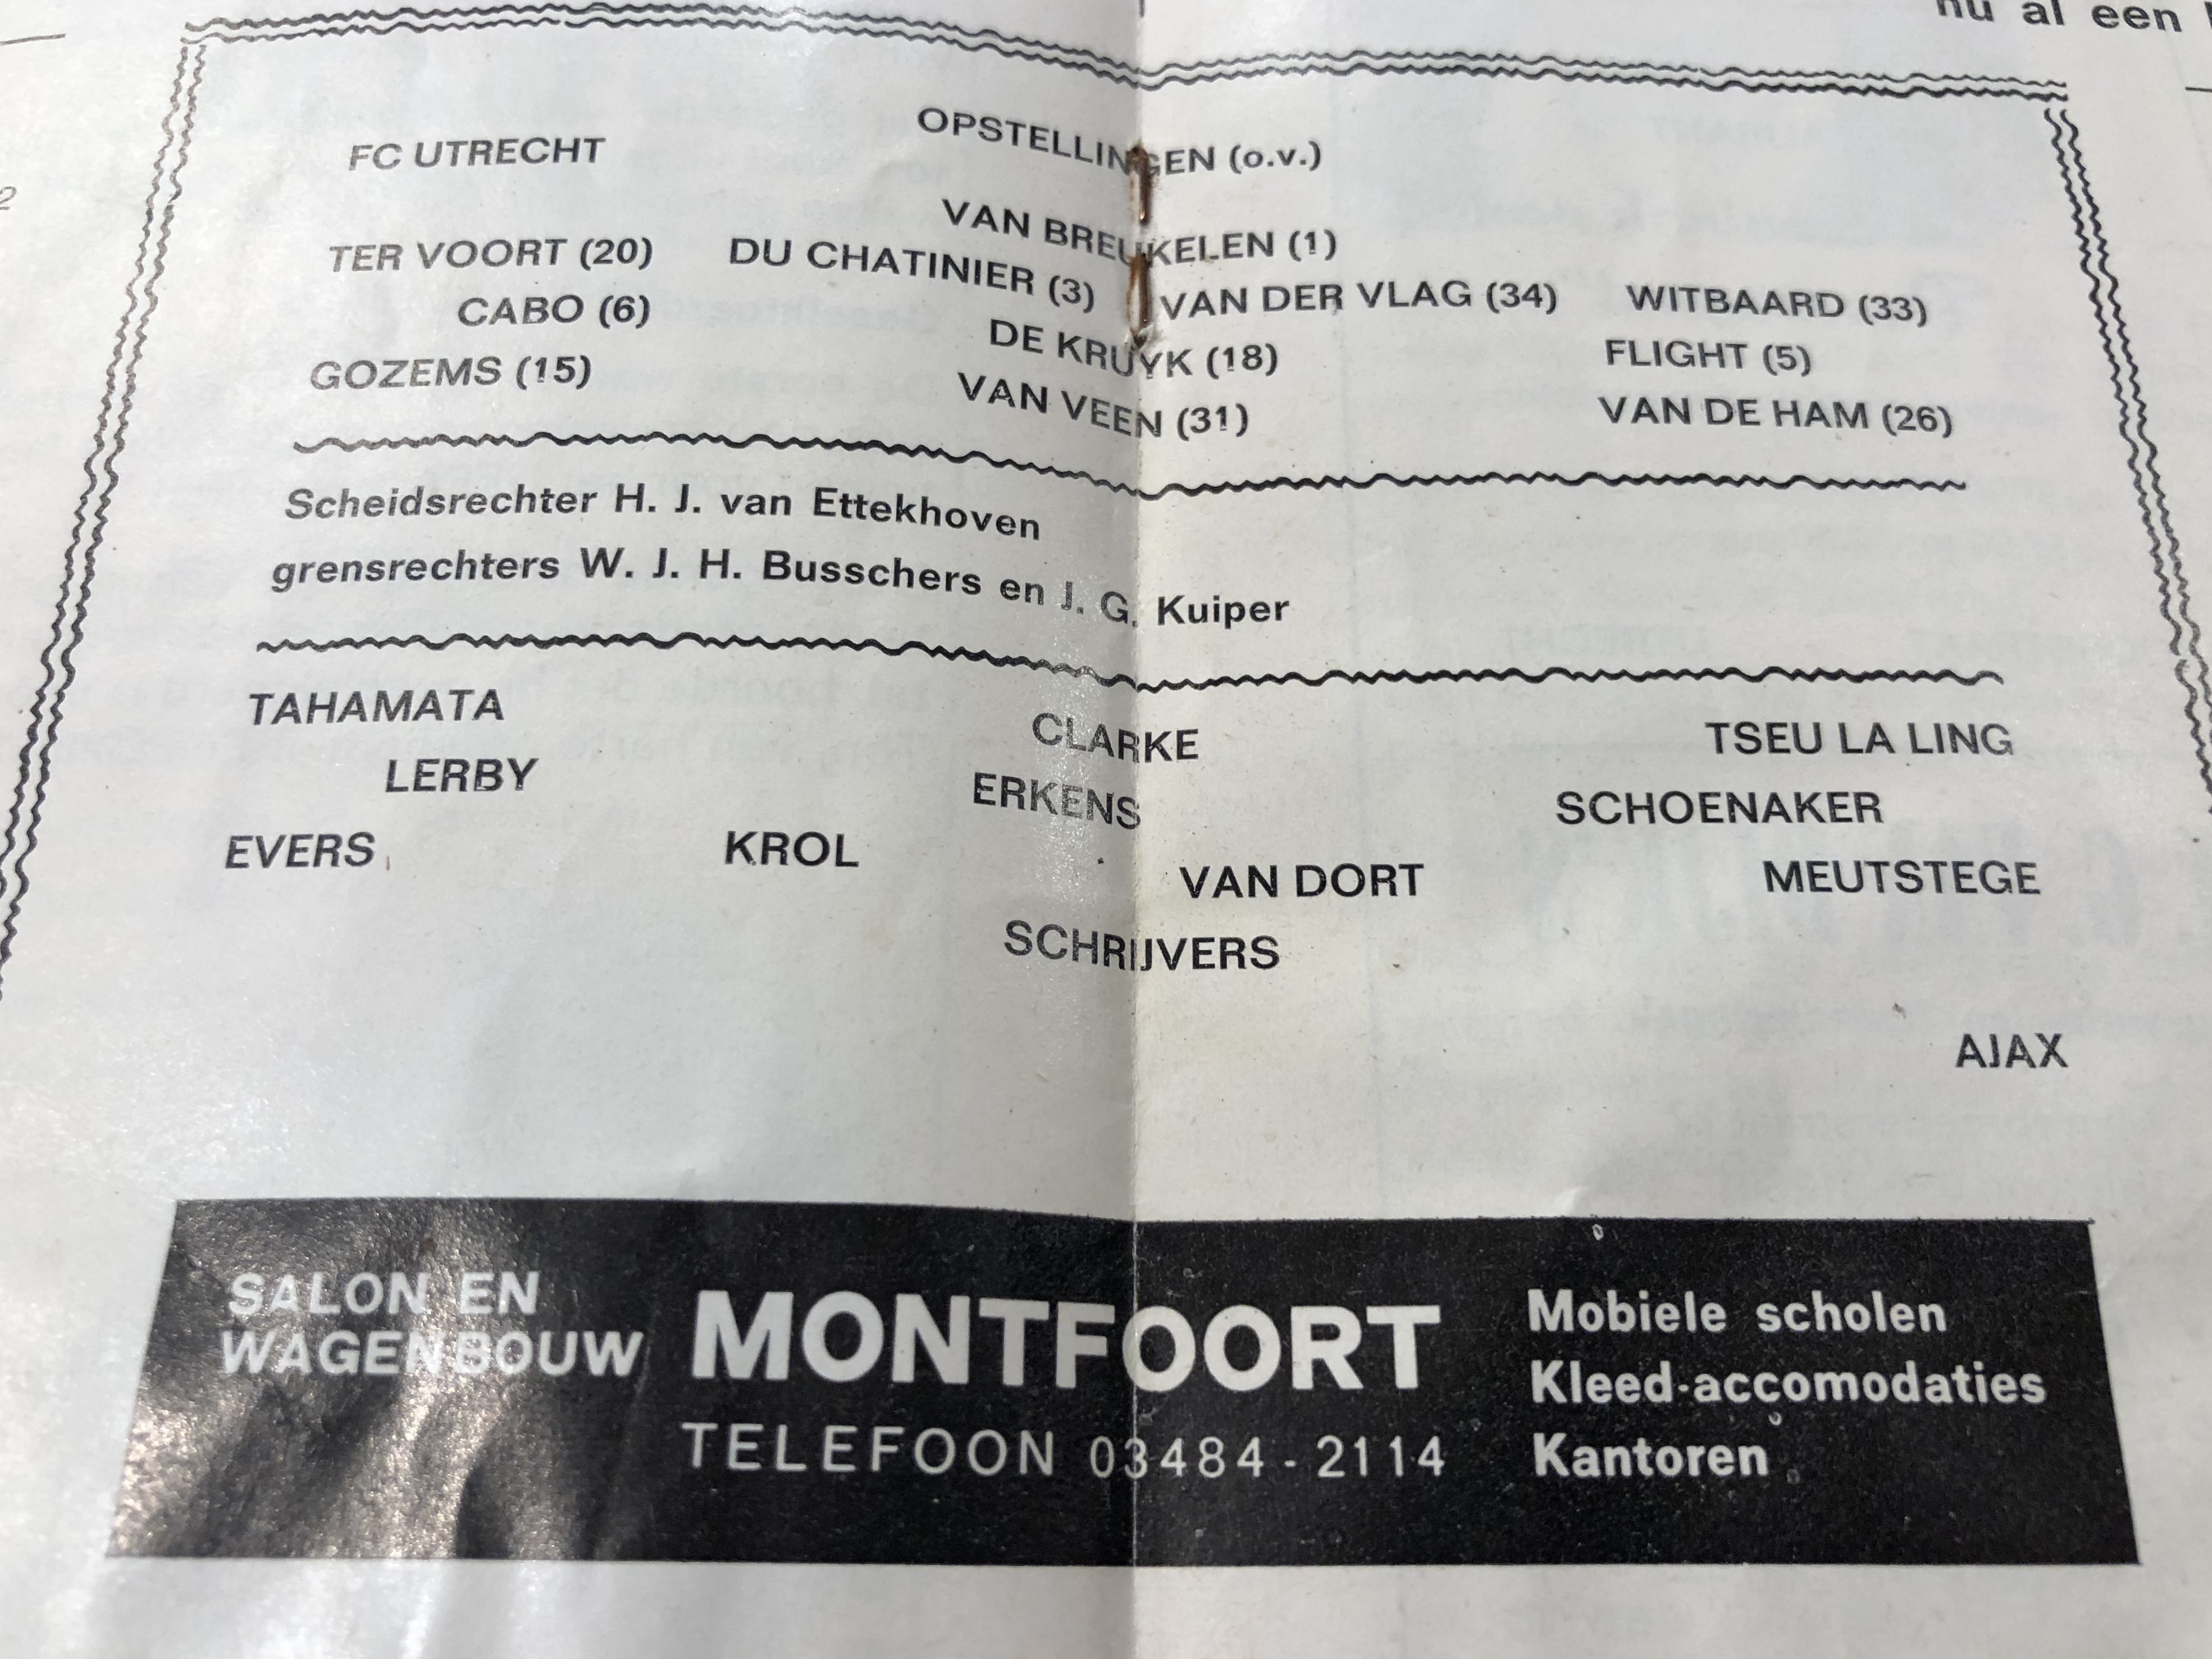 nu al een
FC UTRECHT
OPSTELLINGEN (o.v.)
VAN BREUKELEN (1)
TER VOORT (20) DU CHATINIER (3) VAN DER VLAG (34) WITBAARD (33)
CABO (6) DE KRUYK (18) FLIGHT (5)
GOZEMS (15) VAN VEEN (31) VAN DE HAM (26)
Scheidsrechter H. J. van Ettekhoven
grensrechters W. J. H. Busschers en J. G. Kuiper
TAHAMATA CLARKE TSEU LA LING
LERBY ERKENS SCHOENAKER
EVERS KROL VAN DORT MEUTSTEGE
SCHRIJVERS
AJAX
SALON EN
WAGENBOUW
MONTFOORT
TELEFOON 03484-2114
Mobiele scholen
Kleed-accomodaties
Kantoren